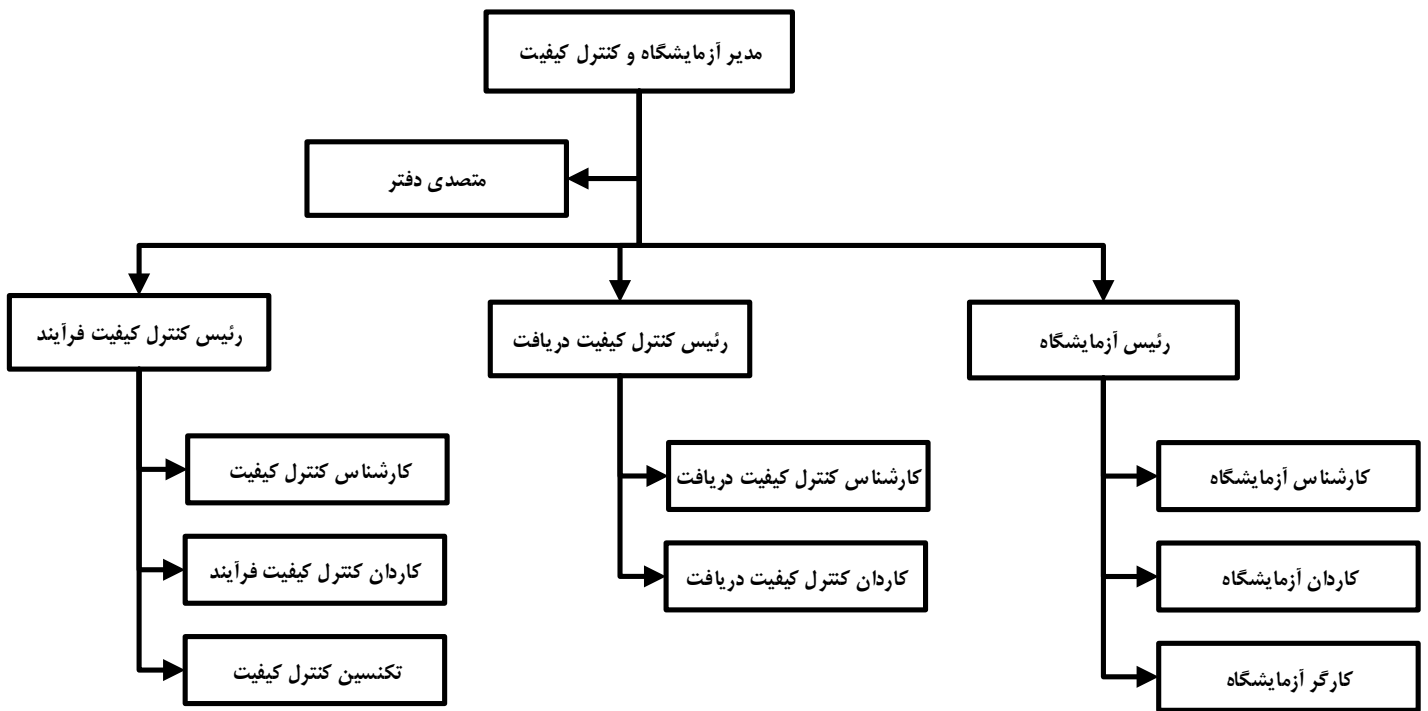 مدیر آزمایشگاه و کنترل کیفیت
متصدی دفتر
رئیس آزمایشگاه
رئیس کنترل کیفیت دریافت
رئیس کنترل کیفیت فرآیند
کارشناس آزمایشگاه
کارشناس کنترل کیفیت دریافت
کارشناس کنترل کیفیت
کاردان آزمایشگاه
کاردان کنترل کیفیت دریافت
کاردان کنترل کیفیت فرآیند
کارگر آزمایشگاه
تکنسین کنترل کیفیت